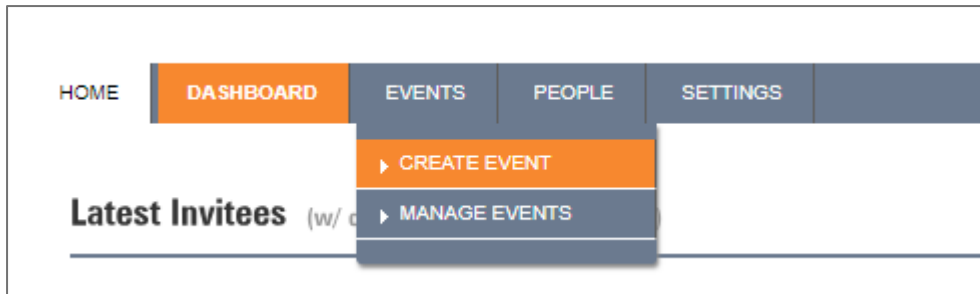 HOME DASHBOARD EVENTS PEOPLE SETTINGS
CREATE EVENT
MANAGE EVENTS
Latest Invitees (w/